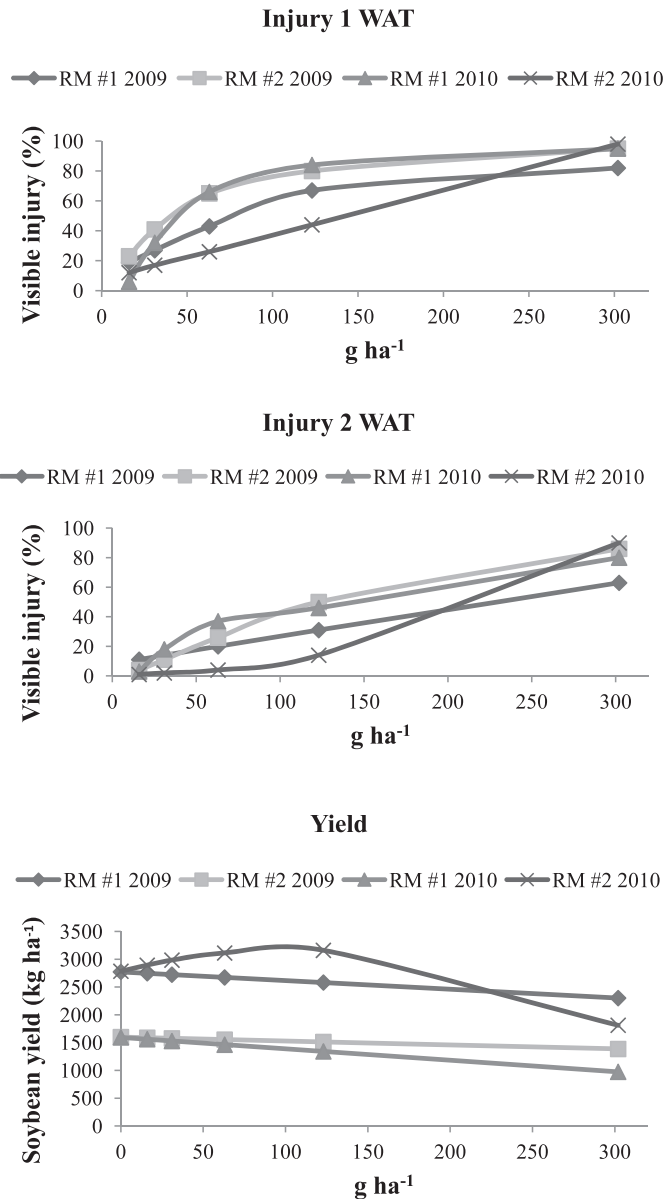 Injury 1 WAT
RM #1 2009 RM #2 2009 RM #1 2010 RM #2 2010
Visible injury (%)
100
80
60
40
20
0
0 50 100 150 200 250 300
g ha-1
Injury 2 WAT
RM #1 2009 RM #2 2009 RM #1 2010 RM #2 2010
Visible injury (%)
100
80
60
40
20
0
0 50 100 150 200 250 300
g ha-1
Yield
RM #1 2009 RM #2 2009 RM #1 2010 RM #2 2010
Soybean yield (kg ha-1)
3500
3000
2500
2000
1500
1000
500
0
0 50 100 150 200 250 300
g ha-1